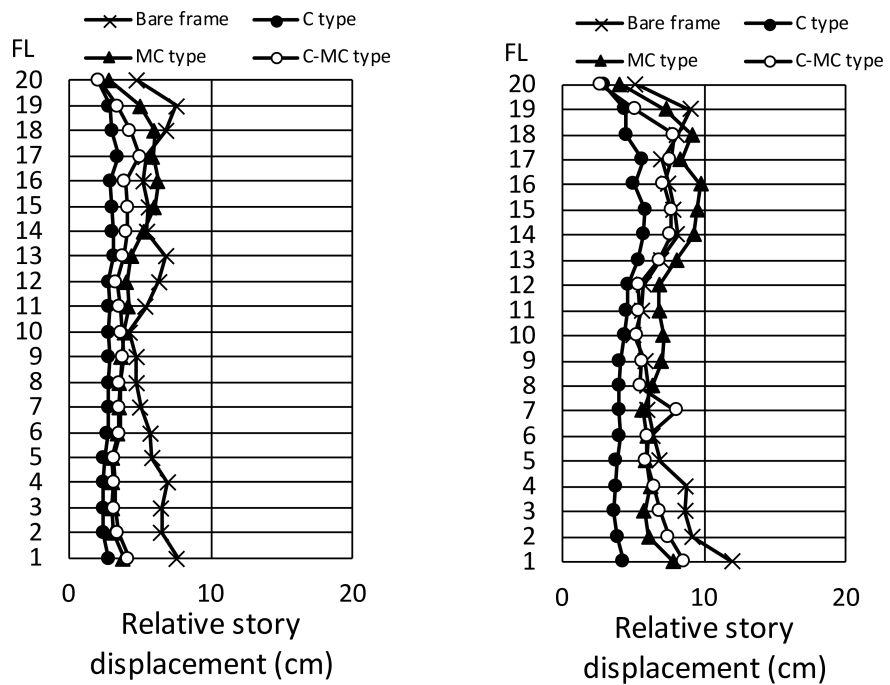 Bare frame
C type
MC type
C-MC type
FL
20
19
18
17
16
15
14
13
12
11
10
9
8
7
6
5
4
3
2
1
0 10 20
Relative story
displacement (cm)
Bare frame
C type
MC type
C-MC type
FL
20
19
18
17
16
15
14
13
12
11
10
9
8
7
6
5
4
3
2
1
0 10 20
Relative story
displacement (cm)